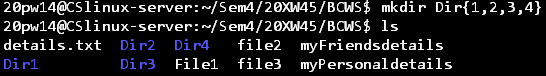 20pw14@CSlinux-server:~/Sem4/20XW45/BCWS$ mkdir Dir{1,2,3,4}
20pw14@CSlinux-server:~/Sem4/20XW45/BCWS$ ls
details.txt  Dir2  Dir4   file2  myFriendsdetails
Dir1         Dir3  File1  file3  myPersonaldetails